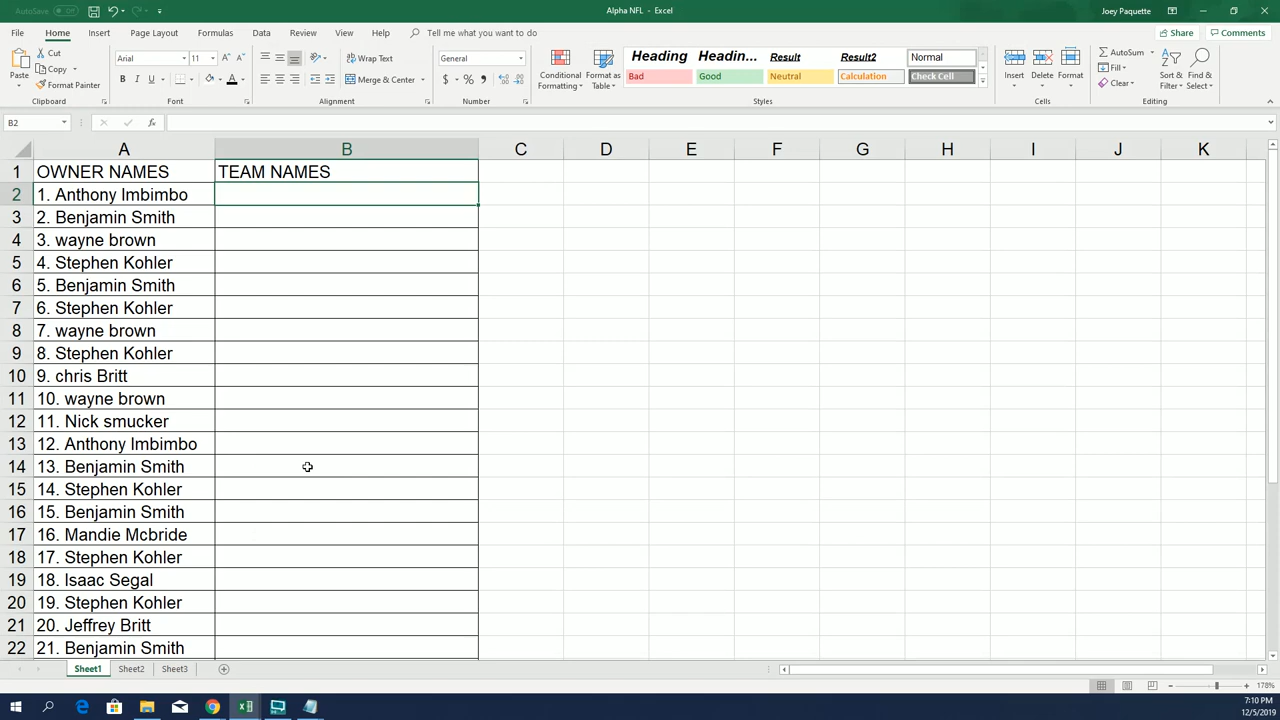 AutoSave Off
Alpha NFL - Excel
Joey Paquette
File Home Insert Page Layout Formulas Data Review View Help Tell me what you want to do
Share Comments
Paste
Cut
Copy
Format Painter
Clipboard
Arial 11
B I U
Font
Wrap Text
Merge & Center
Alignment
General
$ % ,
Number
Conditional Formatting
Format as Table
Heading Headin... Result Result2 Normal
Bad Good Neutral Calculation Check Cell
Styles
Insert Delete Format
Cells
AutoSum
Fill
Clear
Sort & Filter
Find & Select
Editing
B2 fx
A B C D E F G H I J K
1 OWNER NAMES TEAM NAMES
2 1. Anthony Imbimbo
3 2. Benjamin Smith
4 3. wayne brown
5 4. Stephen Kohler
6 5. Benjamin Smith
7 6. Stephen Kohler
8 7. wayne brown
9 8. Stephen Kohler
10 9. chris Britt
11 10. wayne brown
12 11. Nick smucker
13 12. Anthony Imbimbo
14 13. Benjamin Smith
15 14. Stephen Kohler
16 15. Benjamin Smith
17 16. Mandie Mcbride
18 17. Stephen Kohler
19 18. Isaac Segal
20 19. Stephen Kohler
21 20. Jeffrey Britt
22 21. Benjamin Smith
Sheet1 Sheet2 Sheet3
178%
7:10 PM
12/5/2019